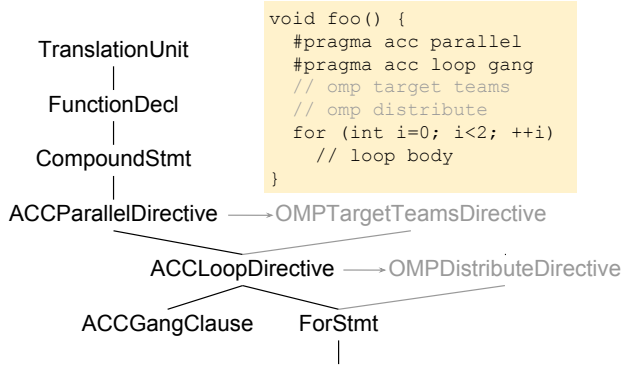 void foo() {
#pragma acc parallel
#pragma acc loop gang
// omp target teams
// omp distribute
for (int i=0; i<2; ++i)
// loop body
}
TranslationUnit
FunctionDecl
CompoundStmt
ACCParallelDirective OMPTargetTeamsDirective
ACCLoopDirective OMPDistributeDirective
ACCGangClause ForStmt